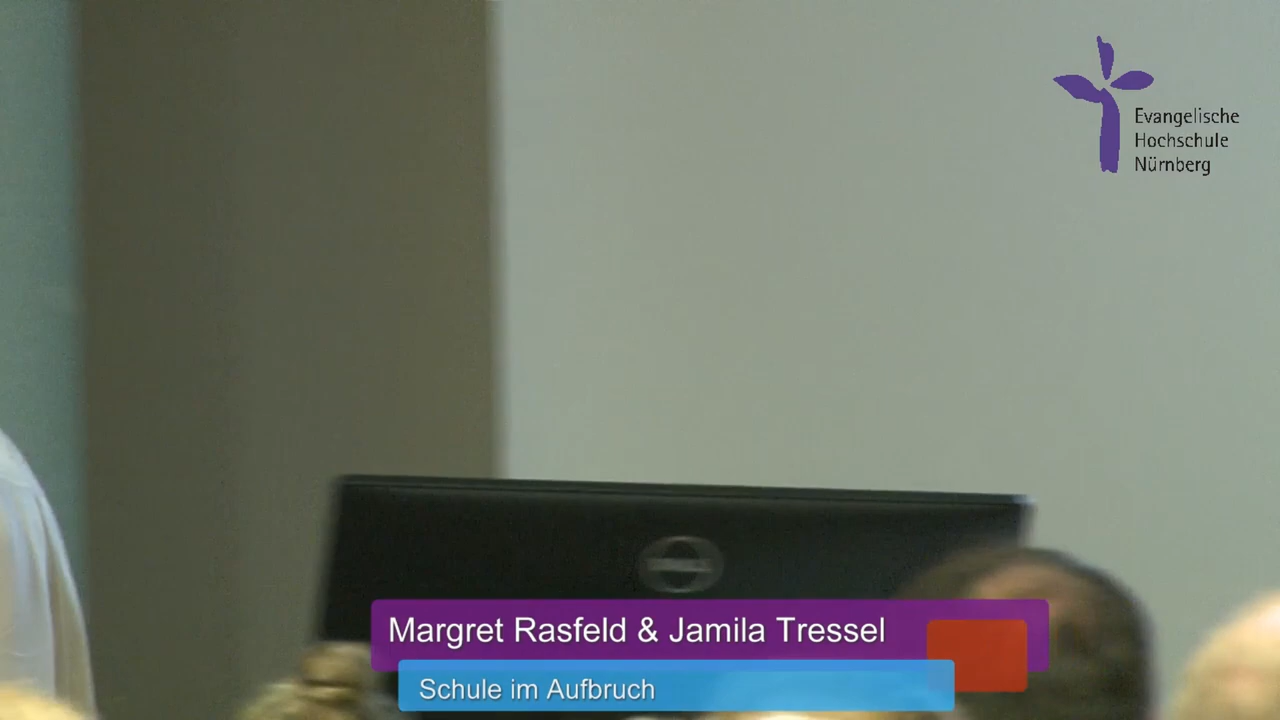 Evangelische
Hochschule
Nürnberg
Margret Rasfeld & Jamila Tressel
Schule im Aufbruch